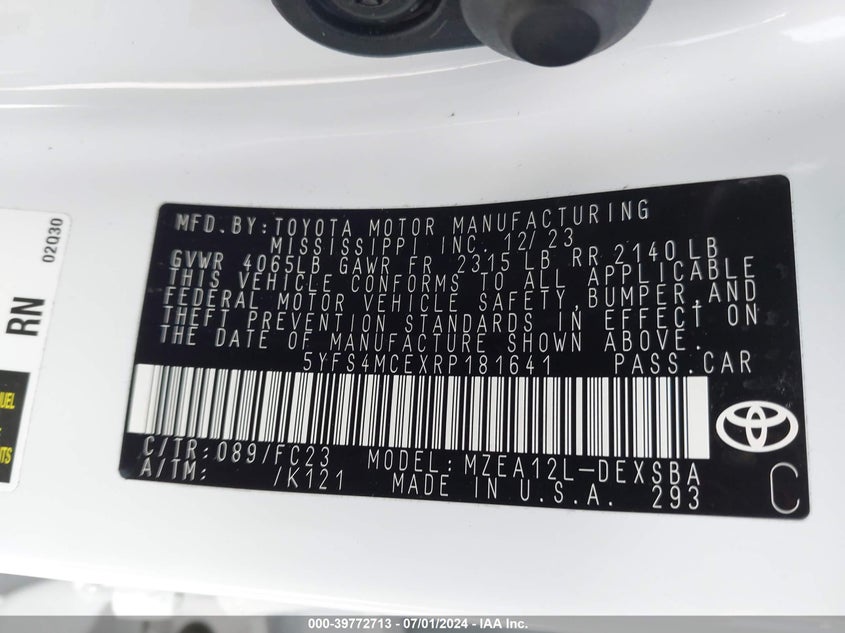 MFD.BY:TOYOTA MOTOR MANUFACTURING
MISSISSIPPI INC. 12/23
GVWR 4065LB GAWR FR 2315LB RR 2140LB
THIS VEHICLE CONFORMS TO ALL APPLICABLE
FEDERAL MOTOR VEHICLE SAFETY,BUMPER,AND
THEFT PREVENTION STANDARDS IN EFFECT ON
THE DATE OF MANUFACTURE SHOWN ABOVE.
5YFS4MCEXRP181641 PASS.CAR
C/TR:089/FC23 MODEL:MZEA12L-DEXSBA
A/TM: /K121 MADE IN U.S.A. 293
C
02Q30
RN
000-39772713 / 07/01/2024 - IAA Inc.